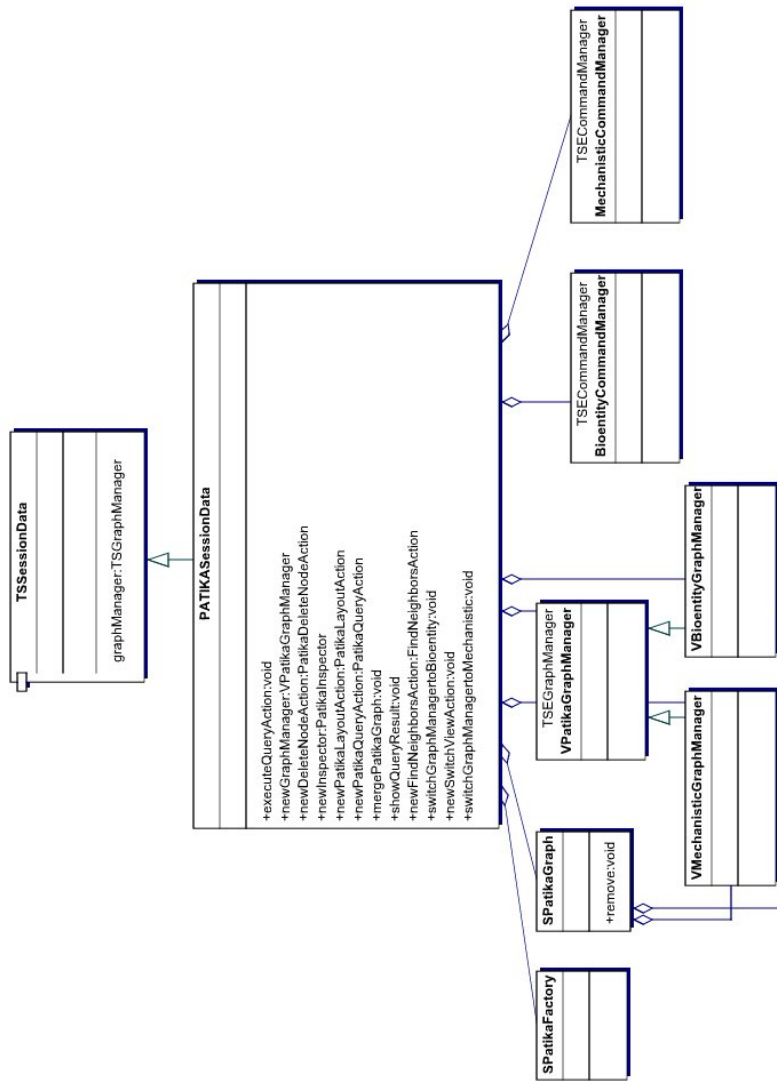 TSSessionData
graphManager:TSGraphManager
PATIKASessionData
+executeQueryAction:void
+newGraphManager:VPatikaGraphManager
+newDeleteNodeAction:PatikaDeleteNodeAction
+newInspector:PatikaInspector
+newPatikaLayoutAction:PatikaLayoutAction
+newPatikaQueryAction:PatikaQueryAction
+mergePatikaGraph:void
+showQueryResult:void
+newFindNeighborsAction:FindNeighborsAction
+switchGraphManagertoBioentity:void
+newSwitchViewAction:void
+switchGraphManagertoMechanistic:void
SPatikaFactory
SPatikaGraph
+remove:void
TSEGraphManager
VPatikaGraphManager
TSECommandManager
BioentityCommandManager
TSECommandManager
MechanisticCommandManager
VMechanisticGraphManager
VBioentityGraphManager